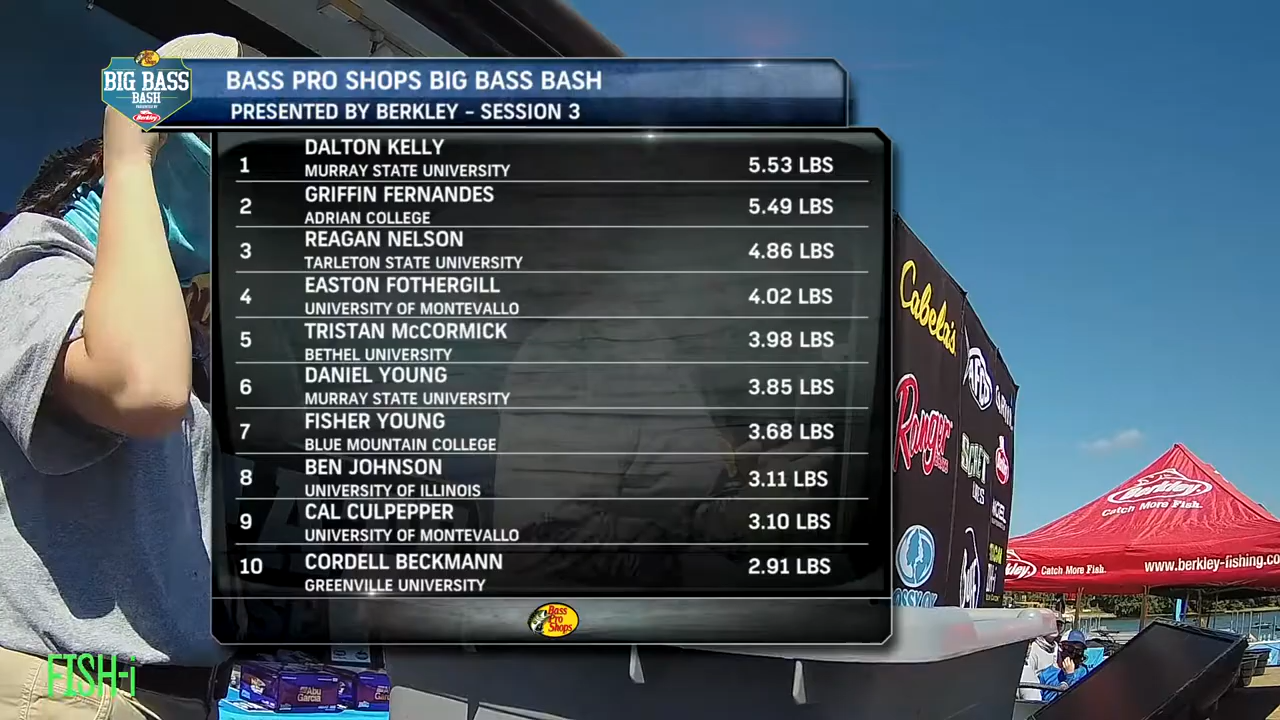 BIG BASS
BASH
PRESENTED BY
Berkley
BASS PRO SHOPS BIG BASS BASH
PRESENTED BY BERKLEY - SESSION 3
1 DALTON KELLY 5.53 LBS
MURRAY STATE UNIVERSITY
2 GRIFFIN FERNANDES 5.49 LBS
ADRIAN COLLEGE
3 REAGAN NELSON 4.86 LBS
TARLETON STATE UNIVERSITY
4 EASTON FOTHERGILL 4.02 LBS
UNIVERSITY OF MONTEVALLO
5 TRISTAN McCORMICK 3.98 LBS
BETHEL UNIVERSITY
6 DANIEL YOUNG 3.85 LBS
MURRAY STATE UNIVERSITY
7 FISHER YOUNG 3.68 LBS
BLUE MOUNTAIN COLLEGE
8 BEN JOHNSON 3.11 LBS
UNIVERSITY OF ILLINOIS
9 CAL CULPEPPER 3.10 LBS
UNIVERSITY OF MONTEVALLO
10 CORDELL BECKMANN 2.91 LBS
GREENVILLE UNIVERSITY
Bass
Pro
Shops
Cabela's
AFTCO
Ranger
Berkley
Catch More Fish.
Catch More Fish.
www.berkley-fishing.co
FISH-i
Abu
Garcia